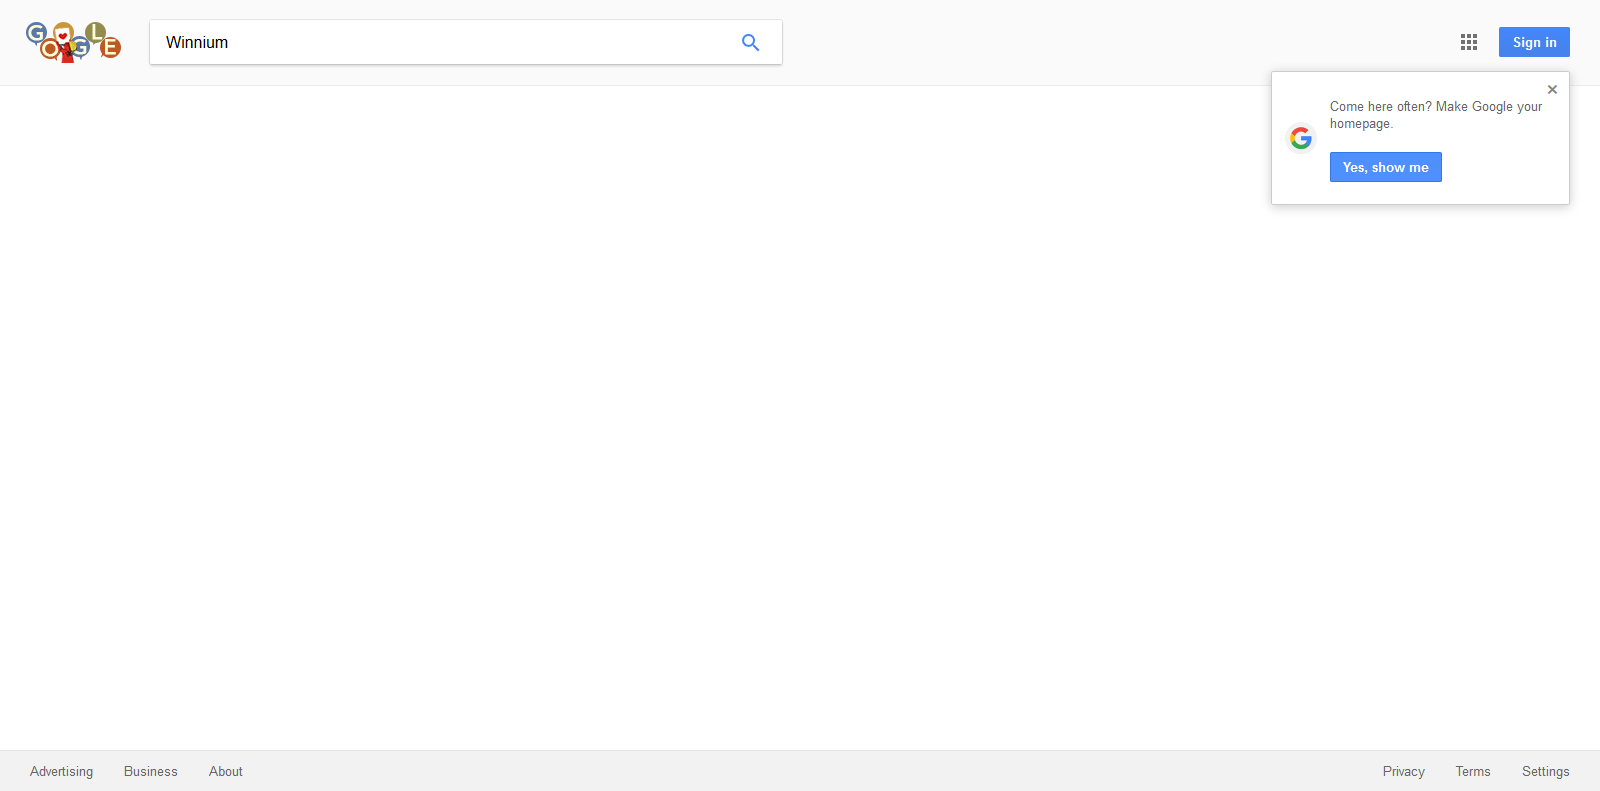 GOOGLE
Winnium
Sign in
Come here often? Make Google your
homepage.
Yes, show me
Advertising
Business
About
Privacy
Terms
Settings